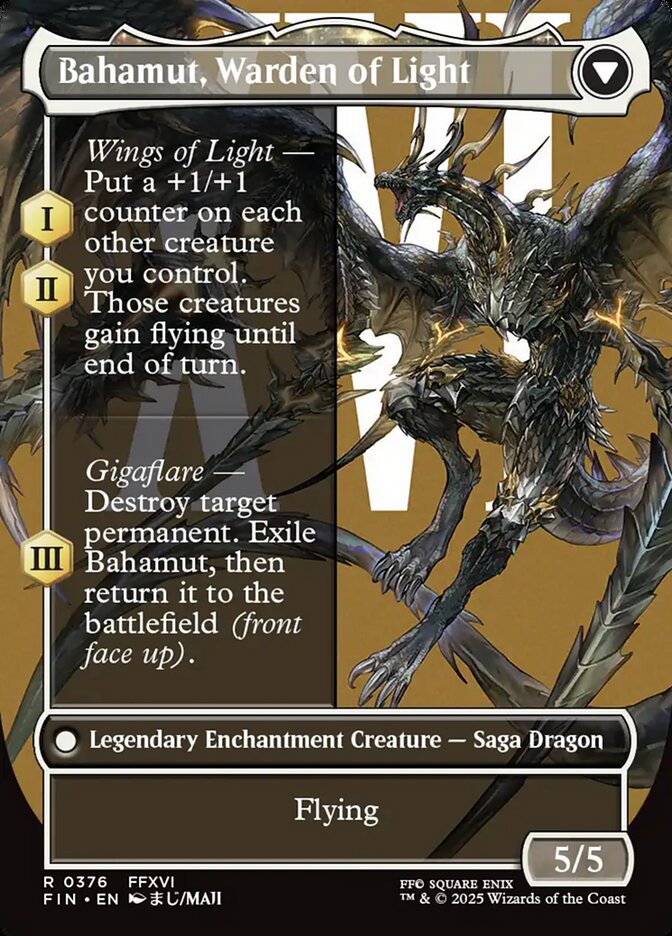 Bahamut, Warden of Light
Wings of Light —
Put a +1/+1
counter on each
other creature
you control.
Those creatures
gain flying until
end of turn.
I
II
Gigaflare —
Destroy target
permanent. Exile
Bahamut, then
return it to the
battlefield (front
face up).
III
Legendary Enchantment Creature — Saga Dragon
Flying
5/5
R 0376 FFXVI
FIN • EN まじ/MAJI
FF© SQUARE ENIX
™ & © 2025 Wizards of the Coast
XVI